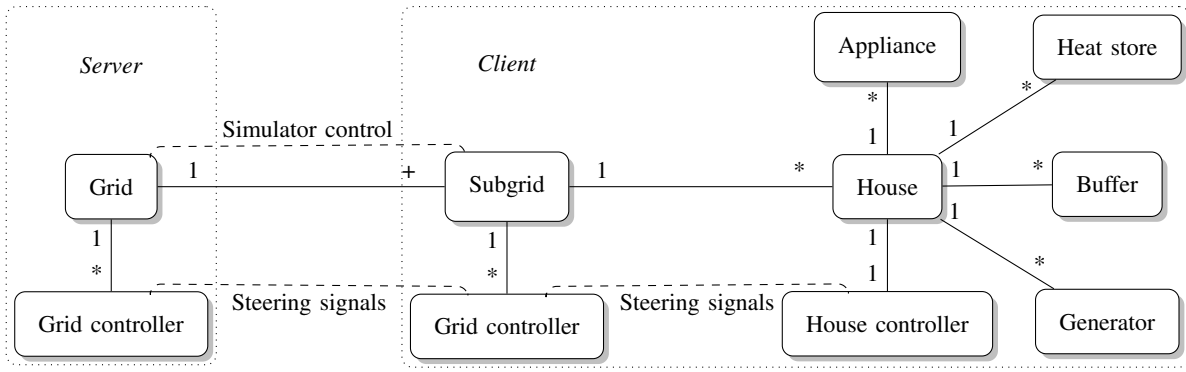 Server
Client
Appliance
Heat store
*
*
Simulator control
1
1
Grid
1
+
Subgrid
1
*
House
1
*
Buffer
1
1
*
1
*
1
1
*
Steering signals
Steering signals
Grid controller
Grid controller
House controller
Generator